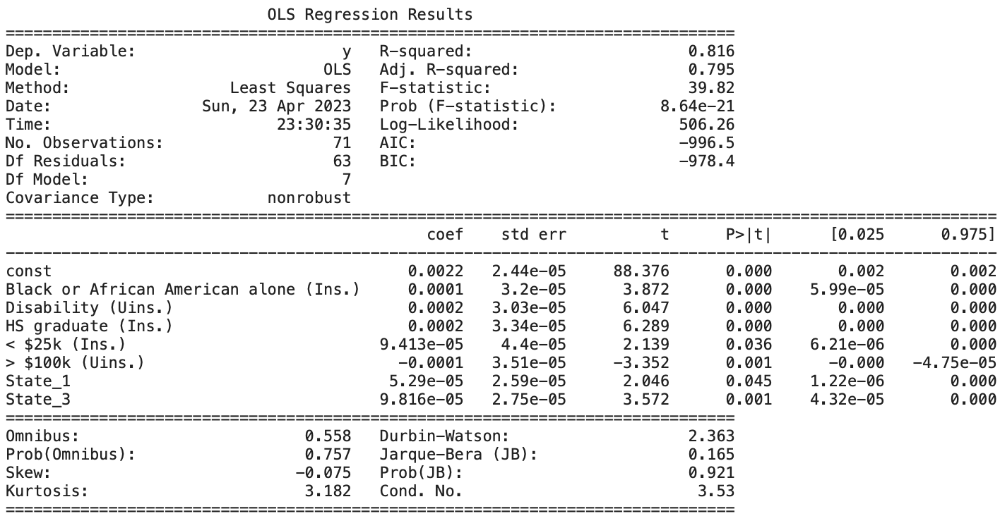 OLS Regression Results
==============================================================================
Dep. Variable: y R-squared: 0.816
Model: OLS Adj. R-squared: 0.795
Method: Least Squares F-statistic: 39.82
Date: Sun, 23 Apr 2023 Prob (F-statistic): 8.64e-21
Time: 23:30:35 Log-Likelihood: 506.26
No. Observations: 71 AIC: -996.5
Df Residuals: 63 BIC: -978.4
Df Model: 7
Covariance Type: nonrobust
==========================================================================================================
coef std err t P>|t| [0.025 0.975]
----------------------------------------------------------------------------------------------------------
const 0.0022 2.44e-05 88.376 0.000 0.002 0.002
Black or African American alone (Ins.) 0.0001 3.2e-05 3.872 0.000 5.99e-05 0.000
Disability (Uins.) 0.0002 3.03e-05 6.047 0.000 0.000 0.000
HS graduate (Ins.) 0.0002 3.34e-05 6.289 0.000 0.000 0.000
< $25k (Ins.) 9.413e-05 4.4e-05 2.139 0.036 6.21e-06 0.000
> $100k (Uins.) -0.0001 3.51e-05 -3.352 0.001 -0.000 -4.75e-05
State_1 5.29e-05 2.59e-05 2.046 0.045 1.22e-06 0.000
State_3 9.816e-05 2.75e-05 3.572 0.001 4.32e-05 0.000
==============================================================================
Omnibus: 0.558 Durbin-Watson: 2.363
Prob(Omnibus): 0.757 Jarque-Bera (JB): 0.165
Skew: -0.075 Prob(JB): 0.921
Kurtosis: 3.182 Cond. No. 3.53
==============================================================================